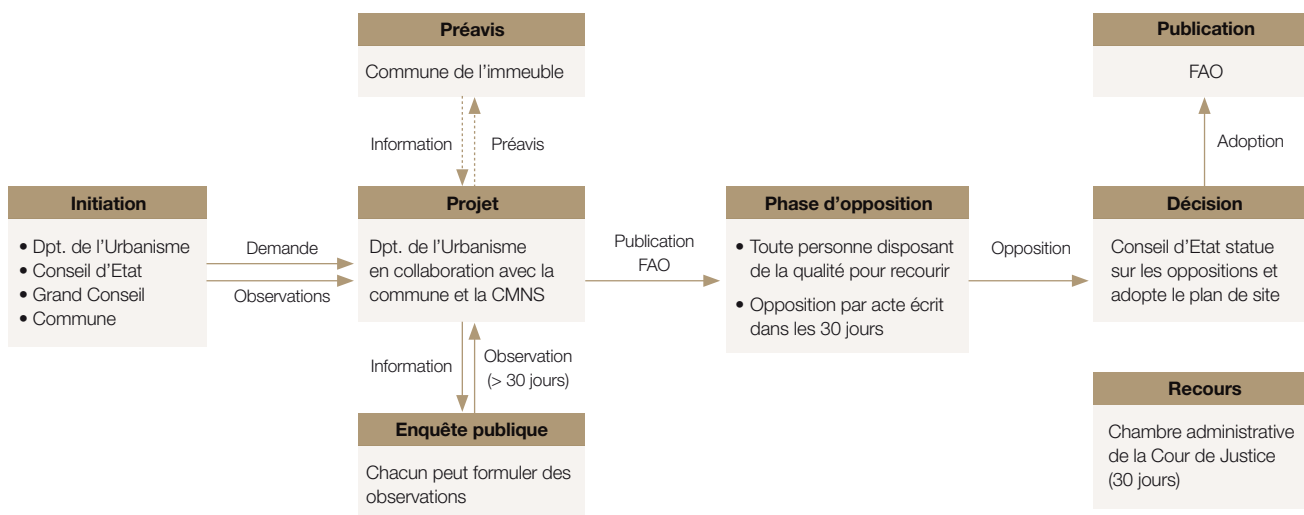 Préavis
Commune de l'immeuble
Publication
FAO
Information
Préavis
Adoption
Initiation
• Dpt. de l'Urbanisme
• Conseil d'Etat
• Grand Conseil
• Commune
Demande
Observations
Projet
Dpt. de l'Urbanisme
en collaboration avec la
commune et la CMNS
Publication
FAO
Phase d'opposition
• Toute personne disposant
de la qualité pour recourir
• Opposition par acte écrit
dans les 30 jours
Opposition
Décision
Conseil d'Etat statue
sur les oppositions et
adopte le plan de site
Information
Observation
(> 30 jours)
Enquête publique
Chacun peut formuler des
observations
Recours
Chambre administrative
de la Cour de Justice
(30 jours)